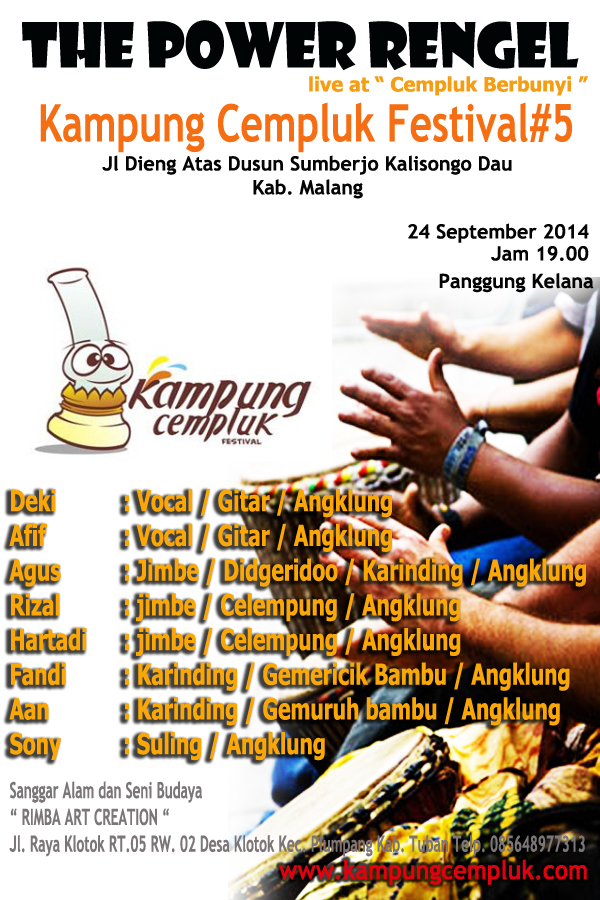 THE POWER RENGEL
live at “ Cempluk Berbunyi ”
Kampung Cempluk Festival#5
Jl Dieng Atas Dusun Sumberjo Kalisongo Dau
Kab. Malang
24 September 2014
Jam 19.00
Panggung Kelana
Kampung
cempluk
FESTIVAL
Deki : Vocal / Gitar / Angklung
Afif : Vocal / Gitar / Angklung
Agus : Jimbe / Didgeridoo / Karinding / Angklung
Rizal : jimbe / Celempung / Angklung
Hartadi : jimbe / Celempung / Angklung
Fandi : Karinding / Gemericik Bambu / Angklung
Aan : Karinding / Gemuruh bambu / Angklung
Sony : Suling / Angklung
Sanggar Alam dan Seni Budaya
“ RIMBA ART CREATION “
Jl. Raya Klotok RT.05 RW. 02 Desa Klotok Kec. Plumpang Kab. Tuban Telp. 085648977313
www.kampungcempluk.com